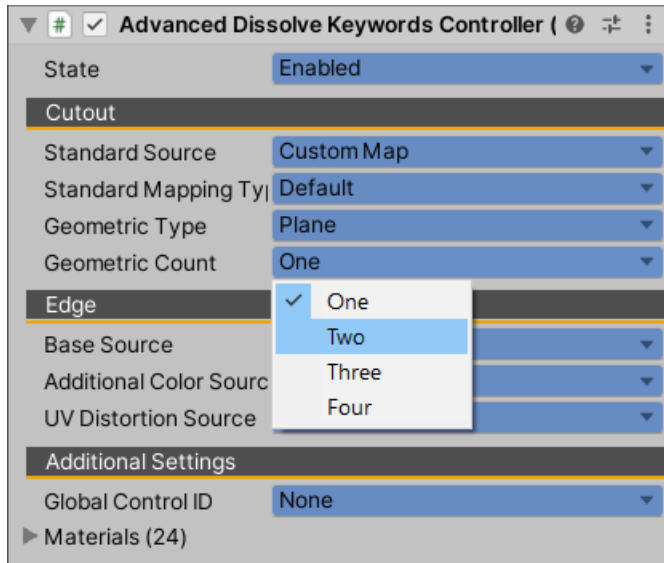 # Advanced Dissolve Keywords Controller (
State Enabled
Cutout
Standard Source Custom Map
Standard Mapping Ty Default
Geometric Type Plane
Geometric Count One
One
Edge
Two
Base Source
Three
Additional Color Sourc
Four
UV Distortion Source
Additional Settings
Global Control ID None
Materials (24)